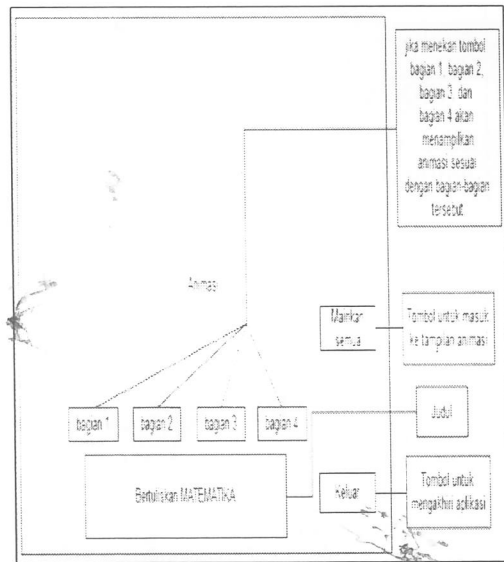 jika menekan tombol
bagian 1, bagian 2,
bagian 3 dan
bagian 4 akan
menampilkan
animasi sesuai
dengan bagian-bagian
tersebut
Animasi
Mainkan
semua
Tombol untuk masuk
ke tampilan animasi
bagian 1
bagian 2
bagian 3
bagian 4
Judul
Bertuliskan MATEMATIKA
Keluar
Tombol untuk
mengakhiri aplikasi